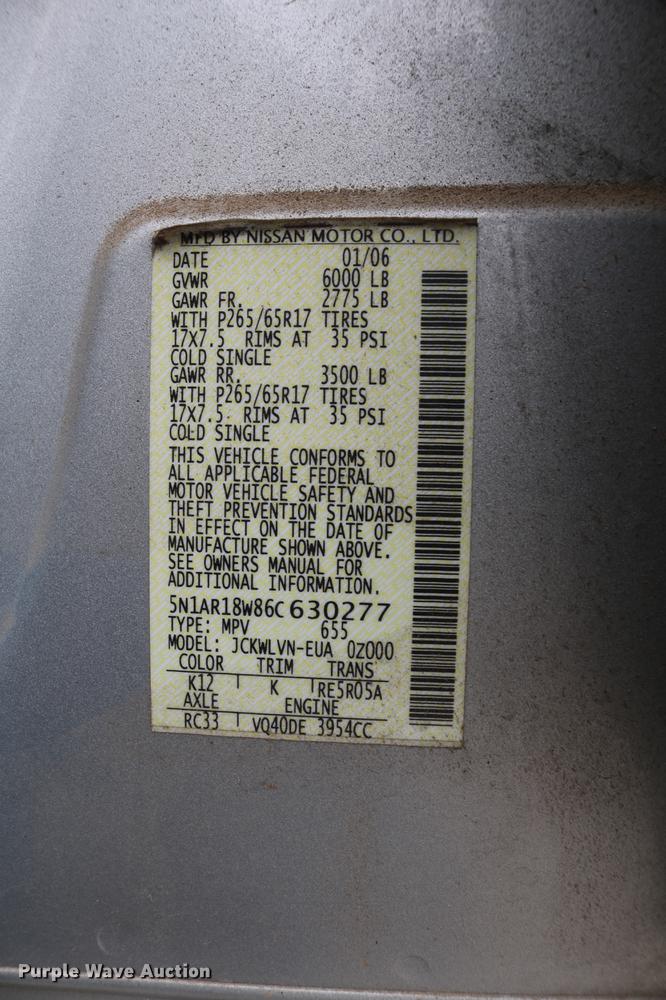 MFD BY NISSAN MOTOR CO., LTD.
DATE 01/06
GVWR 6000 LB
GAWR FR. 2775 LB
WITH P265/65R17 TIRES
17X7.5 RIMS AT 35 PSI
COLD SINGLE
GAWR RR. 3500 LB
WITH P265/65R17 TIRES
17X7.5 RIMS AT 35 PSI
COLD SINGLE
THIS VEHICLE CONFORMS TO
ALL APPLICABLE FEDERAL
MOTOR VEHICLE SAFETY AND
THEFT PREVENTION STANDARDS
IN EFFECT ON THE DATE OF
MANUFACTURE SHOWN ABOVE.
SEE OWNERS MANUAL FOR
ADDITIONAL INFORMATION.
5N1AR18W86C630277
TYPE: MPV 655
MODEL: JCKWLVN-EUA 0Z000
COLOR TRIM TRANS
K12 K RE5R05A
AXLE ENGINE
RC33 VQ40DE 3954CC
Purple Wave Auction